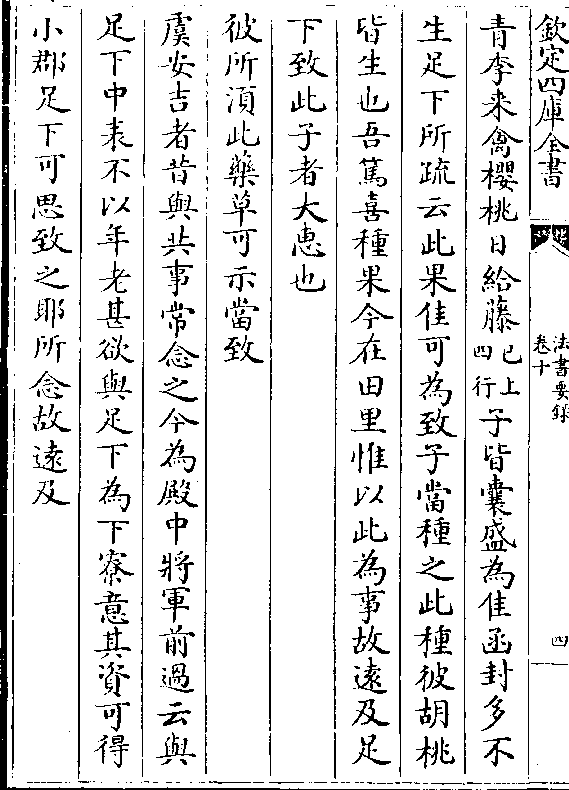 欽定四庫全書
法書要錄
卷十
四
青李来禽櫻桃日給藤已上四行子皆囊盛為佳函封多不
生足下所疏云此果佳可為致子當種之此種彼胡桃
皆生也吾篤喜種果今在田里惟以此為事故遠及足
下致此子者大惠也
彼所湏此藥草可示當致
虞安吉者昔與共事常念之今為殿中將軍前過云與
足下中表不以年老甚欲與足下為下寮意其資可得
小郡足下可思致之耶所念故遠及